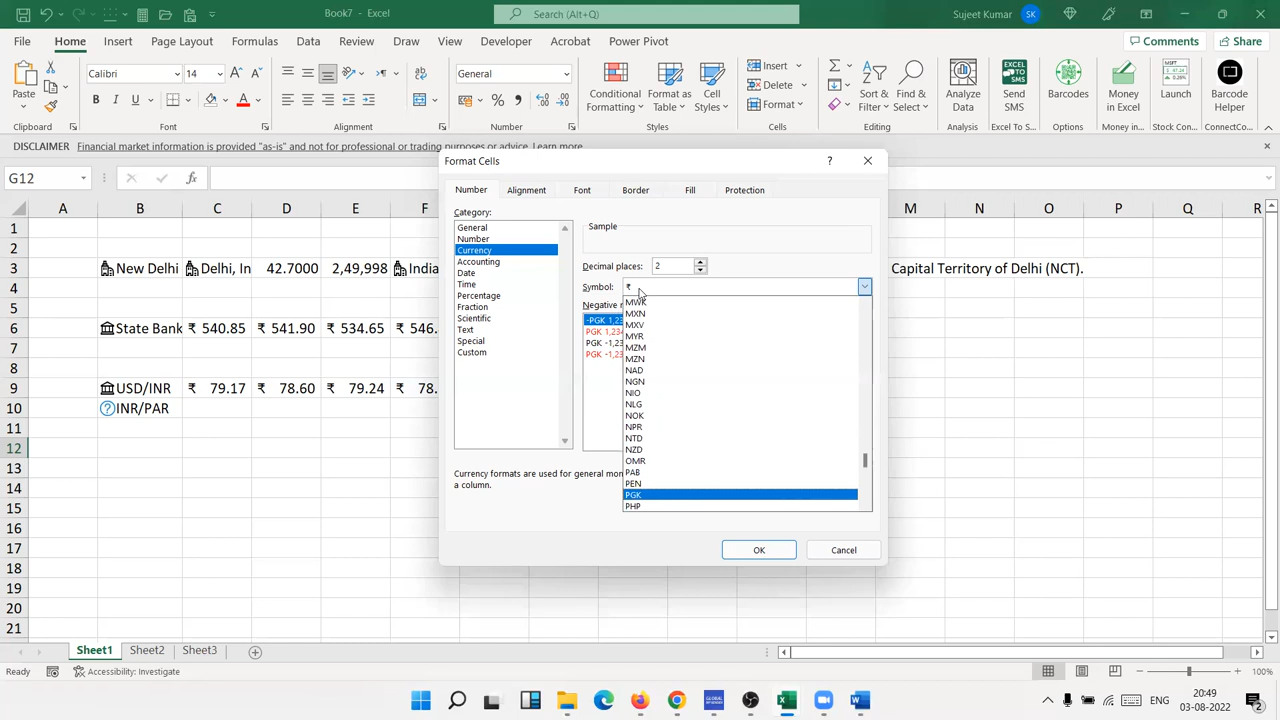 Book7 - Excel
Search (Alt+Q)
Sujeet Kumar
SK
File Home Insert Page Layout Formulas Data Review View Draw Developer Acrobat Power Pivot
Comments
Share
Paste
Calibri
14
B I U
General
Conditional Formatting
Format as Table
Cell Styles
Insert
Delete
Format
Sort & Filter
Find & Select
Analyze Data
Send SMS
Barcodes
Money in Excel
Launch
Barcode Helper
Clipboard
Font
Alignment
Number
Styles
Cells
Editing
Analysis
Excel To S...
Options
Money in...
Stock Con...
ConnectCo...
DISCLAIMER Financial market information is provided "as-is" and not for professional or trading purposes or advice. Learn more
G12
fx
A B C D E F M N O P Q R
1
2
3 New Delhi Delhi, In 42.7000 2,49,998 India Capital Territory of Delhi (NCT).
4
5
6 State Bank ₹ 540.85 ₹ 541.90 ₹ 534.65 ₹ 546.
7
8
9 USD/INR ₹ 79.17 ₹ 78.60 ₹ 79.24 ₹ 78.
10 INR/PAR
11
12
13
14
15
16
17
18
19
20
21
Format Cells
?
Number Alignment Font Border Fill Protection
Category:
General
Number
Currency
Accounting
Date
Time
Percentage
Fraction
Scientific
Text
Special
Custom
Sample
Decimal places: 2
Symbol: ₹
Negative n
-PGK 1,23
PGK 1,234
PGK -1,23
PGK -1,23
MWK
MXN
MXV
MYR
MZM
MZN
NAD
NGN
NIO
NLG
NOK
NPR
NTD
NZD
OMR
PAB
PEN
PGK
PHP
Currency formats are used for general mon
a column.
OK
Cancel
Sheet1 Sheet2 Sheet3
Ready
Accessibility: Investigate
100%
ENG
20:49
03-08-2022
2